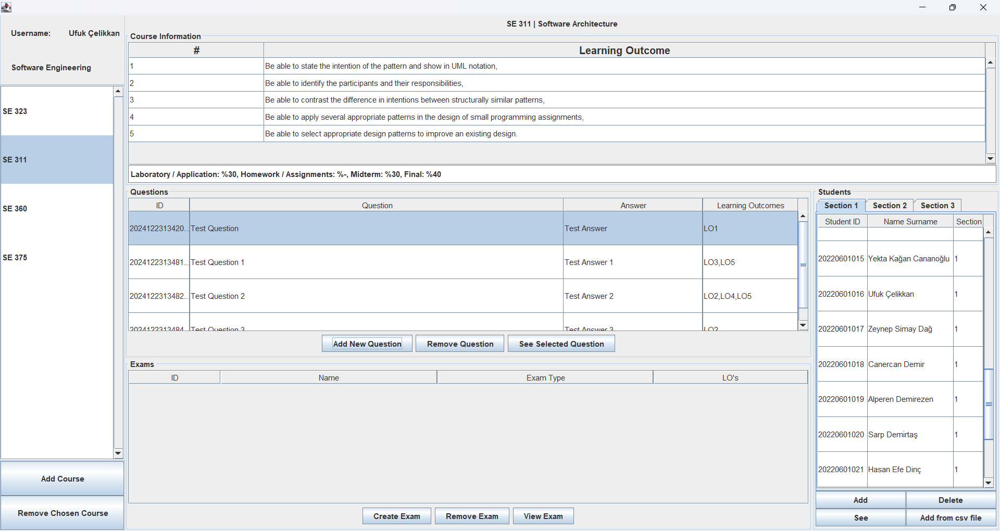 Username: Ufuk Çelikkan
Software Engineering
SE 323
SE 311
SE 360
SE 375
Add Course
Remove Chosen Course
SE 311 | Software Architecture
Course Information
# Learning Outcome
1 Be able to state the intention of the pattern and show in UML notation,
2 Be able to identify the participants and their responsibilities,
3 Be able to contrast the difference in intentions between structurally similar patterns,
4 Be able to apply several appropriate patterns in the design of small programming assignments,
5 Be able to select appropriate design patterns to improve an existing design.
Laboratory / Application: %30, Homework / Assignments: %-, Midterm: %30, Final: %40
Questions
ID Question Answer Learning Outcomes
2024122313420... Test Question Test Answer LO1
2024122313481... Test Question 1 Test Answer 1 LO3,LO5
2024122313482... Test Question 2 Test Answer 2 LO2,LO4,LO5
2024122313484... Test Question 3 Test Answer 3 LO2
Add New Question Remove Question See Selected Question
Exams
ID Name Exam Type LO's
Create Exam Remove Exam View Exam
Students
Section 1 Section 2 Section 3
Student ID Name Surname Section
20220601015 Yekta Kağan Cananoğlu 1
20220601016 Ufuk Çelikkan 1
20220601017 Zeynep Simay Dağ 1
20220601018 Canercan Demir 1
20220601019 Alperen Demirezen 1
20220601020 Sarp Demirtaş 1
20220601021 Hasan Efe Dinç 1
Add Delete
See Add from csv file